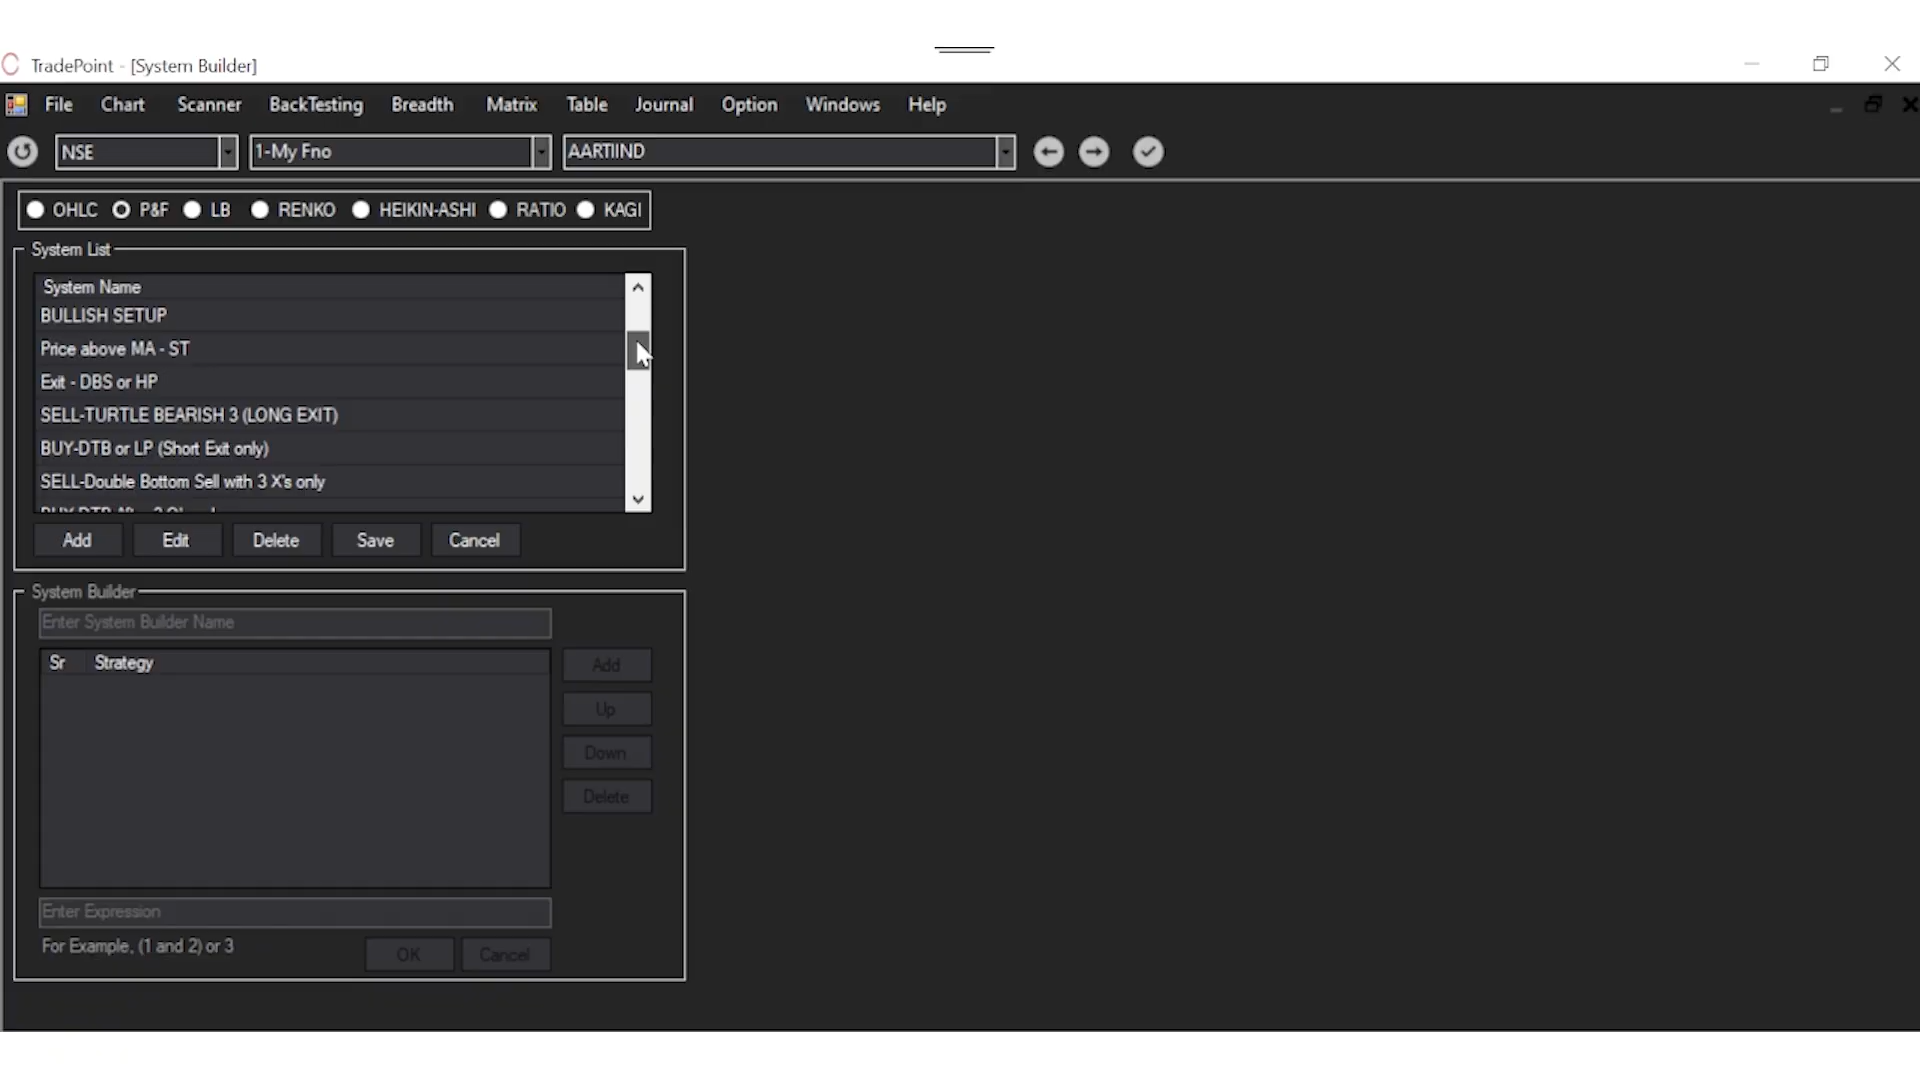 TradePoint - [System Builder]
File Chart Scanner BackTesting Breadth Matrix Table Journal Option Windows Help
NSE 1-My Fno AARTIIND
OHLC P&F LB RENKO HEIKIN-ASHI RATIO KAGI
System List
System Name
BULLISH SETUP
Price above MA - ST
Exit - DBS or HP
SELL-TURTLE BEARISH 3 (LONG EXIT)
BUY-DTB or LP (Short Exit only)
SELL-Double Bottom Sell with 3 X's only
Add Edit Delete Save Cancel
System Builder
Enter System Builder Name
Sr Strategy
Add
Up
Down
Delete
Enter Expression
For Example, (1 and 2) or 3
OK Cancel